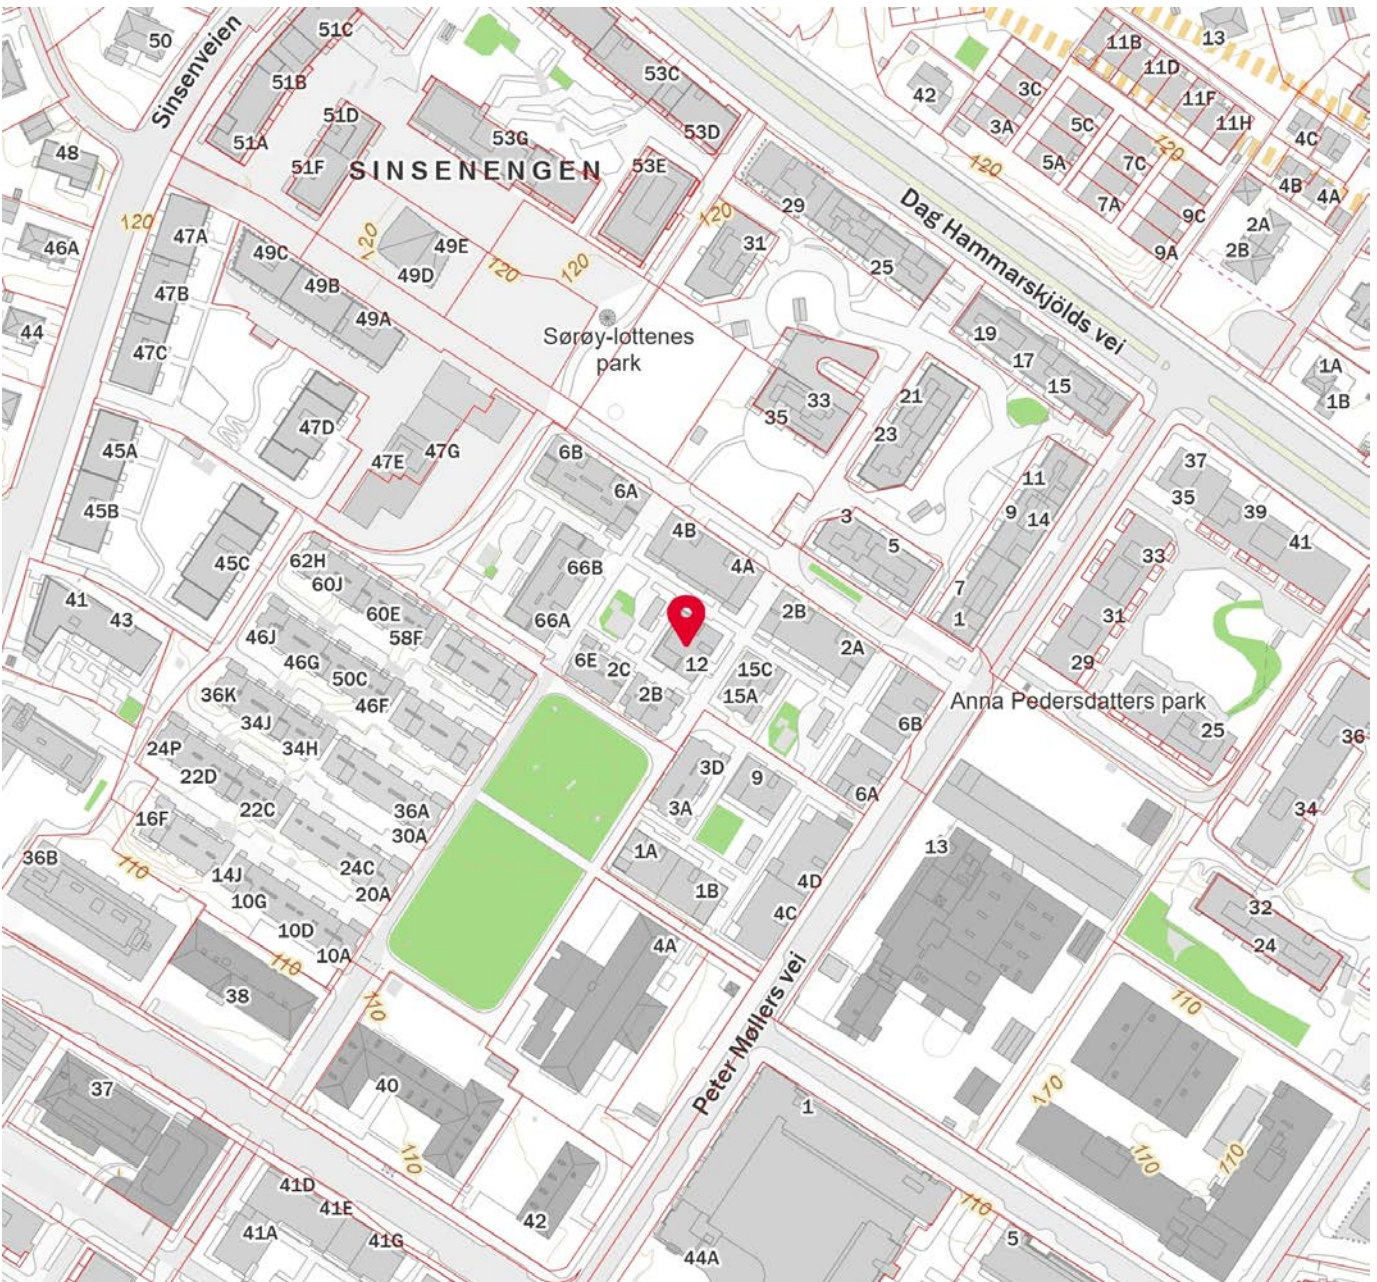 50
Sinsenveien
51C
51B
51A
51D
51F
53G
53C
53D
53E
SINSENENGEN
42
3C
3A
5C
5A
7C
7A
9C
9A
11B
11D
11F
11H
13
4C
4B
4A
2A
2B
120
120
48
46A
44
120
47A
47B
47C
49C
49B
49A
120
49D
49E
120
120
120
31
29
25
Dag Hammarskjölds vei
19
17
15
1A
1B
Sørøy-lottenes
park
33
35
21
23
45A
45B
47D
47E
47G
45C
6B
6A
4B
4A
66B
66A
3
5
11
9
14
7
1
37
35
39
41
33
31
29
25
41
43
62H
60J
60E
58F
46J
46G
50C
46F
36K
34J
34H
24P
22D
22C
36A
30A
16F
14J
24C
20A
10G
10D
10A
36B
110
110
38
6E
2C
2B
12
15C
15A
2B
2A
6B
6A
Anna Pedersdatters park
36
34
3D
3A
9
1A
1B
4D
4C
4A
13
32
24
110
37
110
40
110
42
Peter Møllers vei
1
110
110
110
41D
41E
41A
41G
44A
110
5